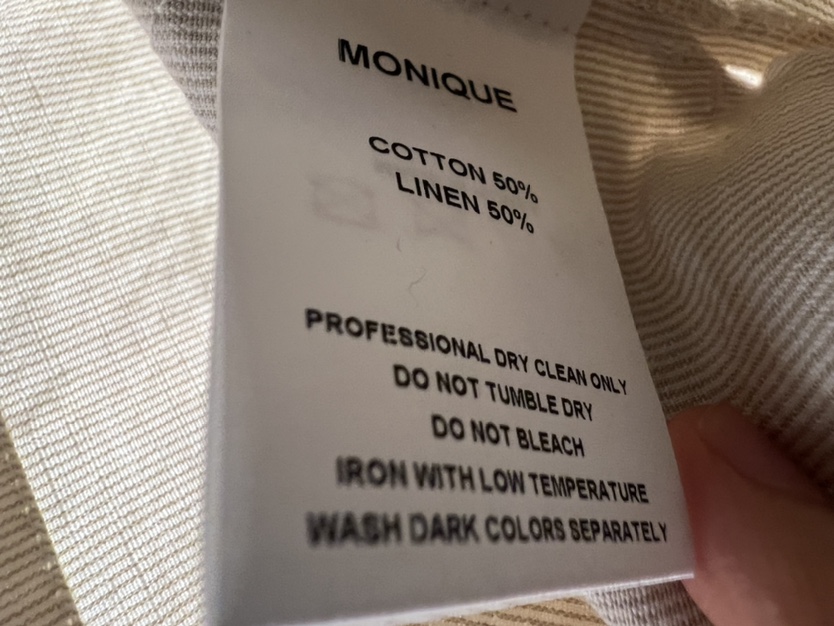 MONIQUE
COTTON 50%
LINEN 50%
PROFESSIONAL DRY CLEAN ONLY
DO NOT TUMBLE DRY
DO NOT BLEACH
IRON WITH LOW TEMPERATURE
WASH DARK COLORS SEPARATELY